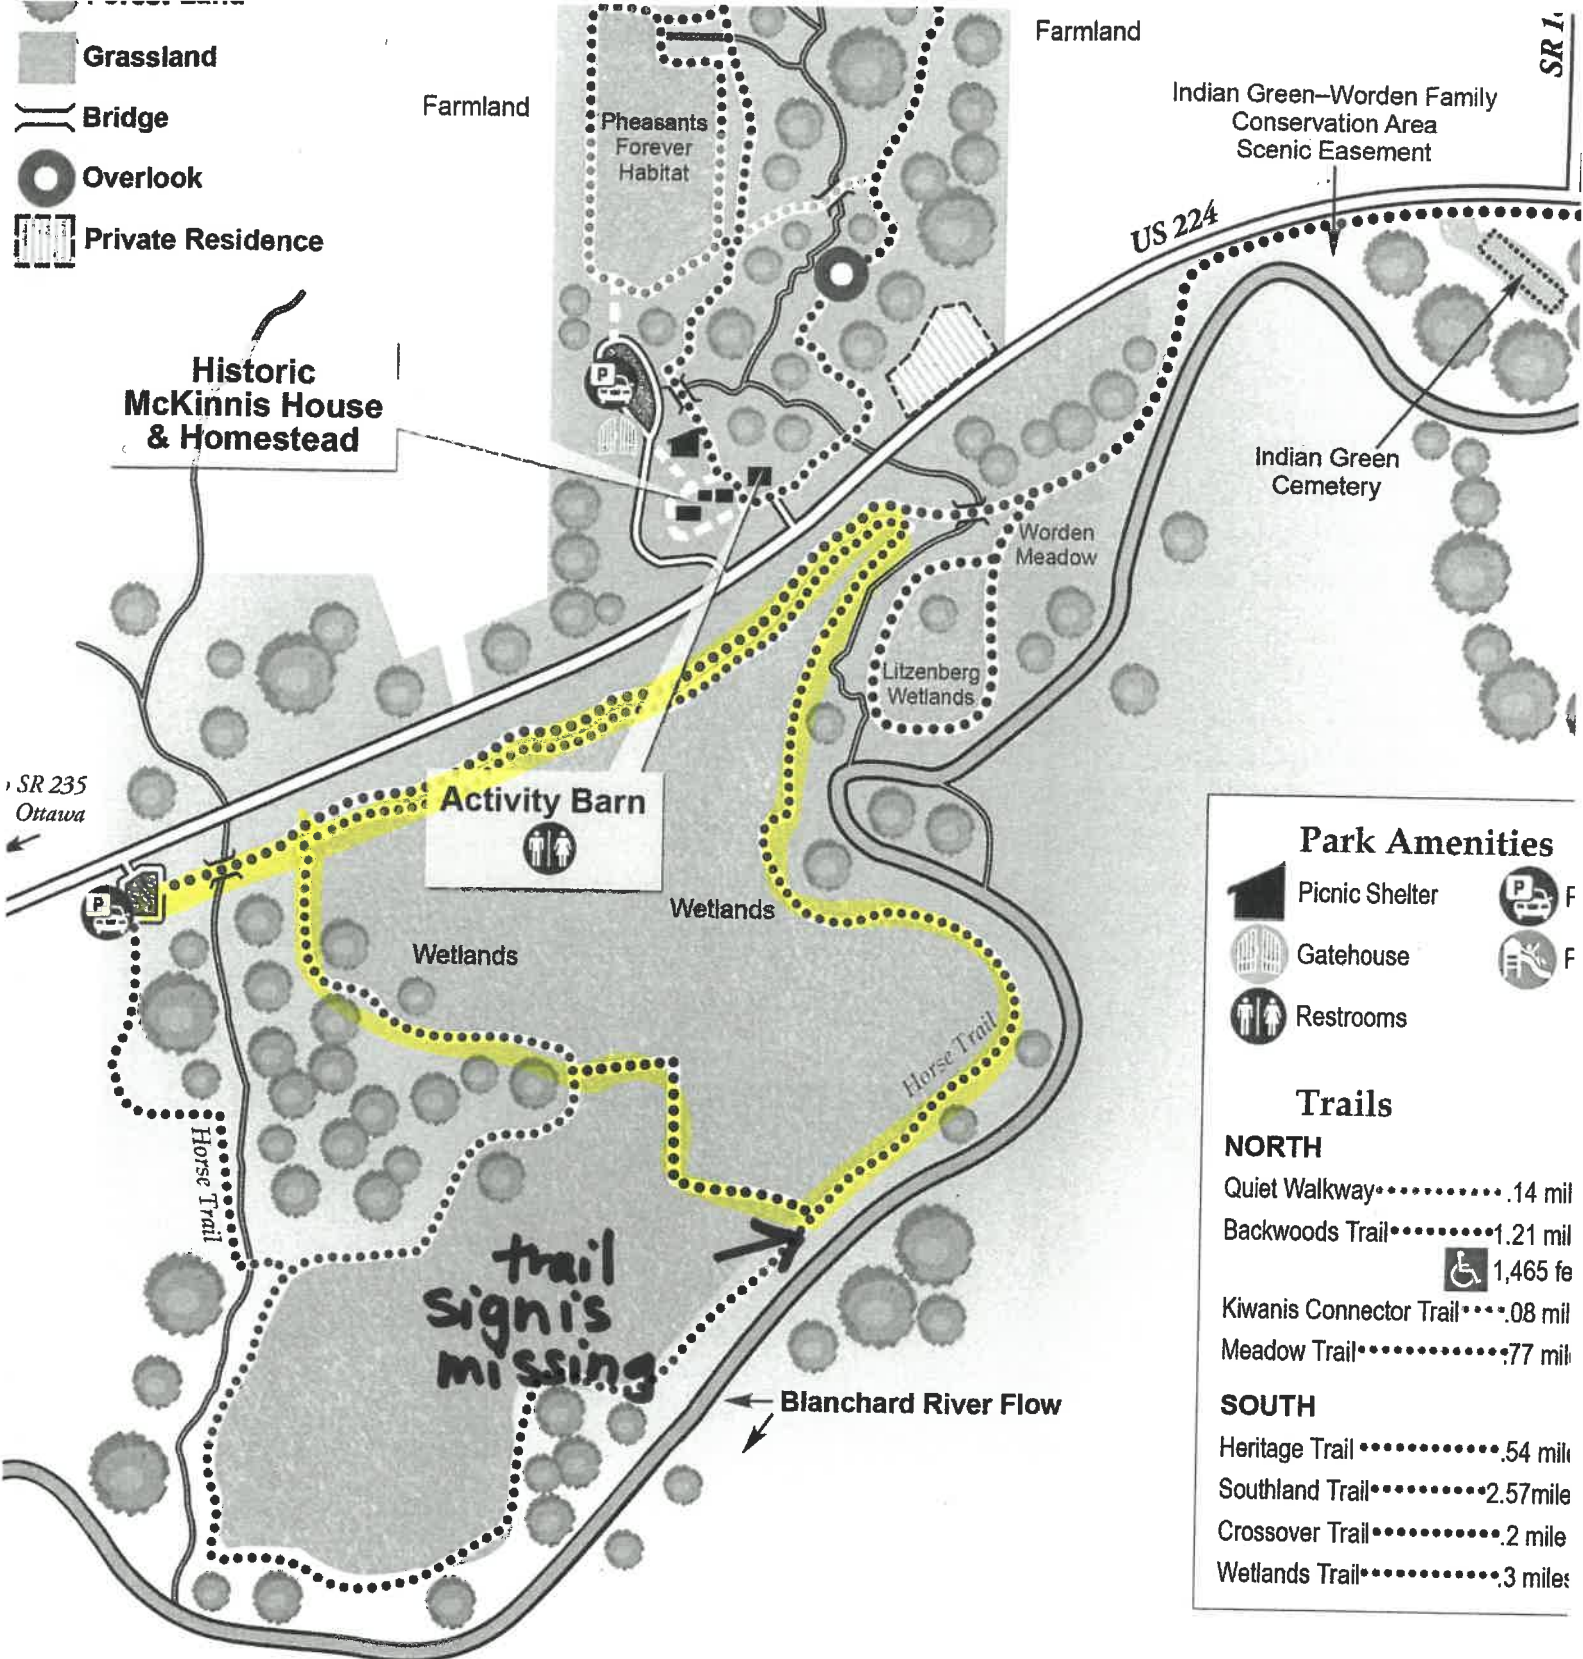 Forest Land
Grassland
Bridge
Overlook
Private Residence
Farmland
Farmland
Pheasants
Forever
Habitat
Indian Green–Worden Family
Conservation Area
Scenic Easement
US 224
Historic
McKinnis House
& Homestead
Indian Green
Cemetery
Worden
Meadow
Litzenberg
Wetlands
SR 235
Ottawa
P
P
Activity Barn
Wetlands
Wetlands
Horse Trail
Horse Trail
trail
sign is
missing
Blanchard River Flow
Park Amenities
Picnic Shelter
P
Gatehouse
Restrooms
Trails
NORTH
Quiet Walkway .14 mil
Backwoods Trail 1.21 mil
1,465 fe
Kiwanis Connector Trail .08 mil
Meadow Trail .77 mil
SOUTH
Heritage Trail .54 mil
Southland Trail 2.57mile
Crossover Trail .2 mile
Wetlands Trail .3 miles